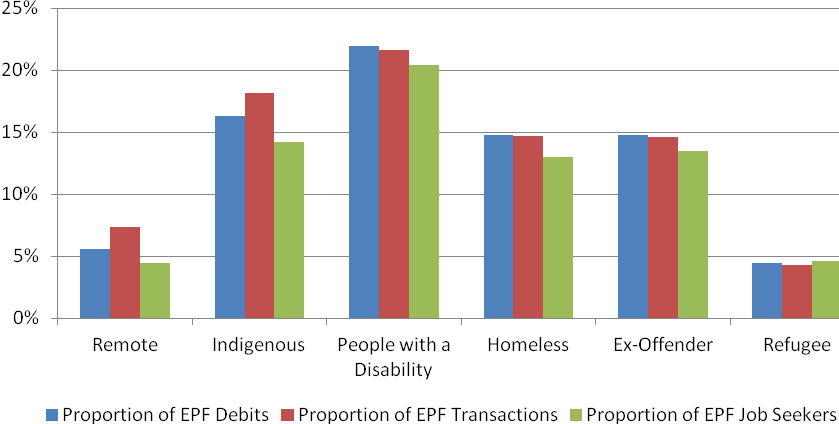 25%
20%
15%
10%
5%
0%
Remote
Indigenous
People with a
Disability
Homeless
Ex-Offender
Refugee
Proportion of EPF Debits
Proportion of EPF Transactions
Proportion of EPF Job Seekers